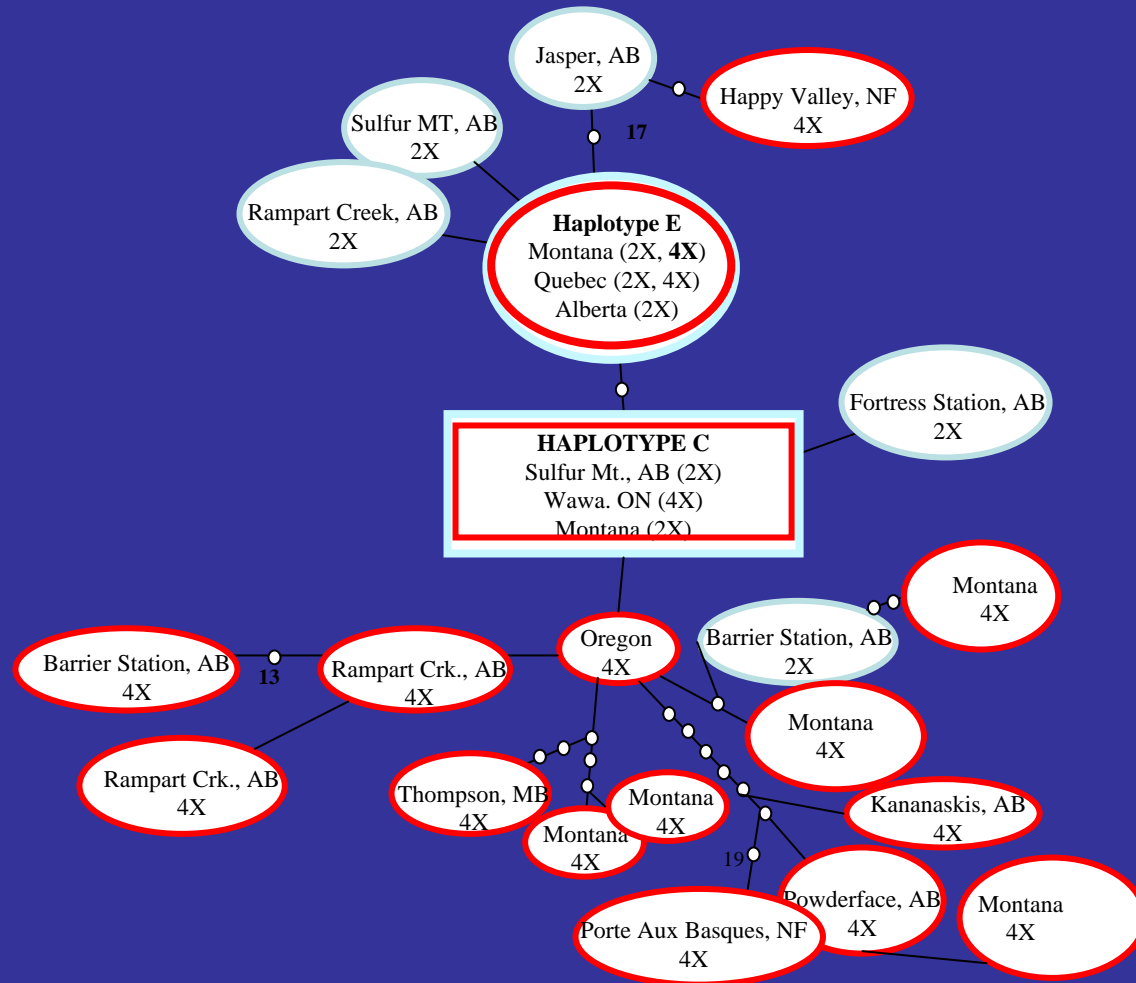 Jasper, AB
2X
Happy Valley, NF
4X
17
Sulfur MT, AB
2X
Rampart Creek, AB
2X
Haplotype E
Montana (2X, 4X)
Quebec (2X, 4X)
Alberta (2X)
Fortress Station, AB
2X
HAPLOTYPE C
Sulfur Mt., AB (2X)
Wawa. ON (4X)
Montana (2X)
Montana
4X
Barrier Station, AB
2X
Oregon
4X
Barrier Station, AB
4X
13
Rampart Crk., AB
4X
Rampart Crk., AB
4X
Montana
4X
Thompson, MB
4X
Montana
4X
Montana
4X
Kananaskis, AB
4X
19
Powderface, AB
4X
Montana
4X
Porte Aux Basques, NF
4X